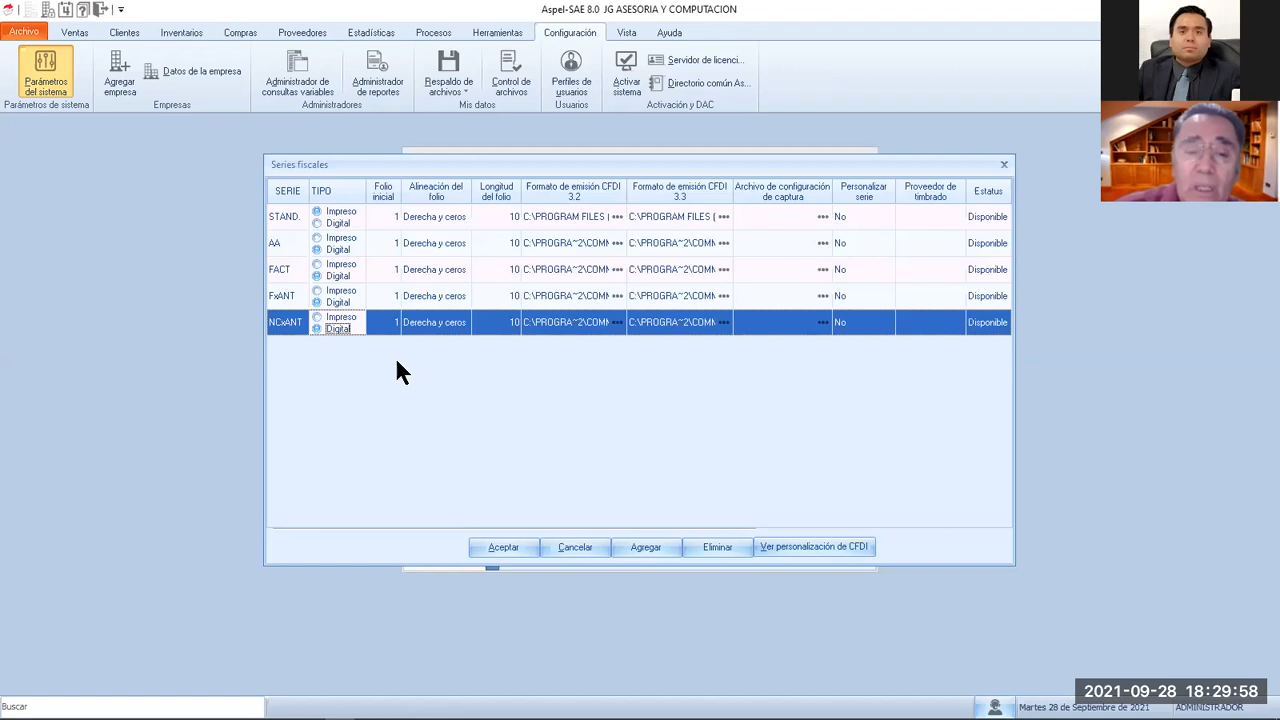 Aspel-SAE 8.0 JG ASESORIA Y COMPUTACION
Archivo Ventas Clientes Inventarios Compras Proveedores Estadísticas Procesos Herramientas Configuración Vista Ayuda
Parámetros del sistema
Agregar empresa
Datos de la empresa
Administrador de consultas variables
Administrador de reportes
Respaldo de archivos
Control de archivos
Perfiles de usuarios
Activar sistema
Servidor de licenci...
Directorio común As...
Parámetros de sistema Empresas Administradores Mis datos Usuarios Activación y DAC
Series fiscales
SERIE TIPO Folio inicial Alineación del folio Longitud del folio Formato de emisión CFDI 3.2 Formato de emisión CFDI 3.3 Archivo de configuración de captura Personalizar serie Proveedor de timbrado Estatus
STAND. Impreso Digital 1 Derecha y ceros 10 C:\PROGRAM FILES ( ••• C:\PROGRAM FILES ( ••• ••• No Disponible
AA Impreso Digital 1 Derecha y ceros 10 C:\PROGRA~2\COMM ••• C:\PROGRA~2\COMM ••• ••• No Disponible
FACT Impreso Digital 1 Derecha y ceros 10 C:\PROGRA~2\COMM ••• C:\PROGRA~2\COMM ••• ••• No Disponible
FxANT Impreso Digital 1 Derecha y ceros 10 C:\PROGRA~2\COMM ••• C:\PROGRA~2\COMM ••• ••• No Disponible
NCxANT Impreso Digital 1 Derecha y ceros 10 C:\PROGRA~2\COMM ••• C:\PROGRA~2\COMM ••• ••• No Disponible
Aceptar Cancelar Agregar Eliminar Ver personalización de CFDI
2021-09-28 18:29:58
Buscar
Martes 28 de Septiembre de 2021 ADMINISTRADOR